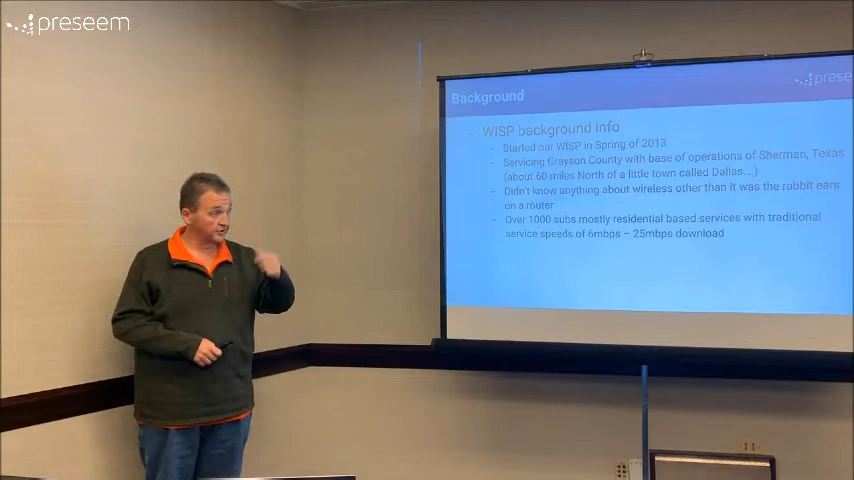 preseem
prese
Background
WISP background info
Started our WISP in Spring of 2013
Servicing Grayson County with base of operations of Sherman, Texas
(about 60 miles North of a little town called Dallas....)
Didn't know anything about wireless other than it was the rabbit ears
on a router
Over 1000 subs mostly residential based services with traditional
service speeds of 6mbps – 25mbps download